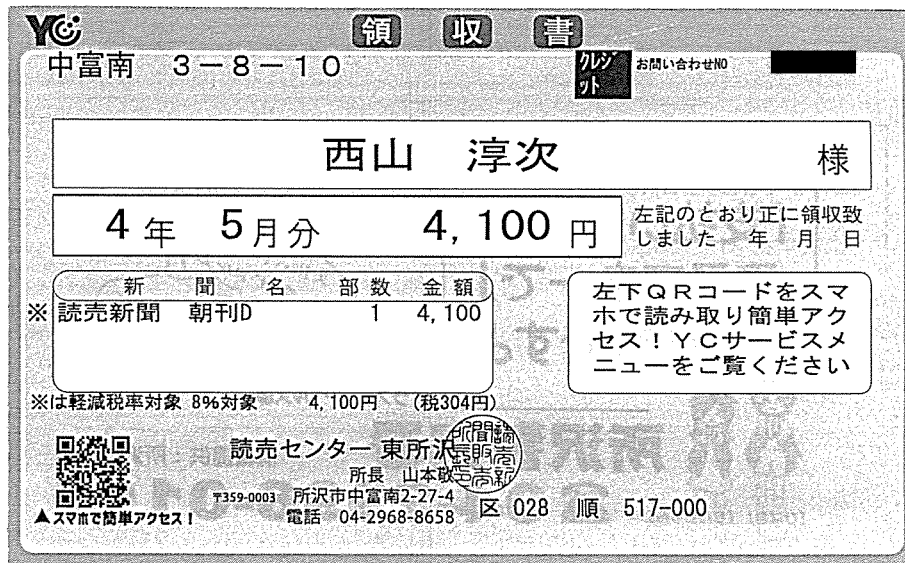 YC 領収書
中富南 3-8-10
クレジット お問い合わせNO
西山 淳次 様
4年 5月分 4,100円
左記のとおり正に領収致
しました 年 月 日
新聞名 部数 金額
※ 読売新聞 朝刊D 1 4,100
左下QRコードをスマ
ホで読み取り簡単アク
セス!YCサービスメ
ニューをご覧ください
※は軽減税率対象 8%対象 4,100円 (税304円)
読売センター 東所沢
所長 山本敬
〒359-0003 所沢市中富南2-27-4
電話 04-2968-8658
区 028 順 517-000
▲スマホで簡単アクセス!